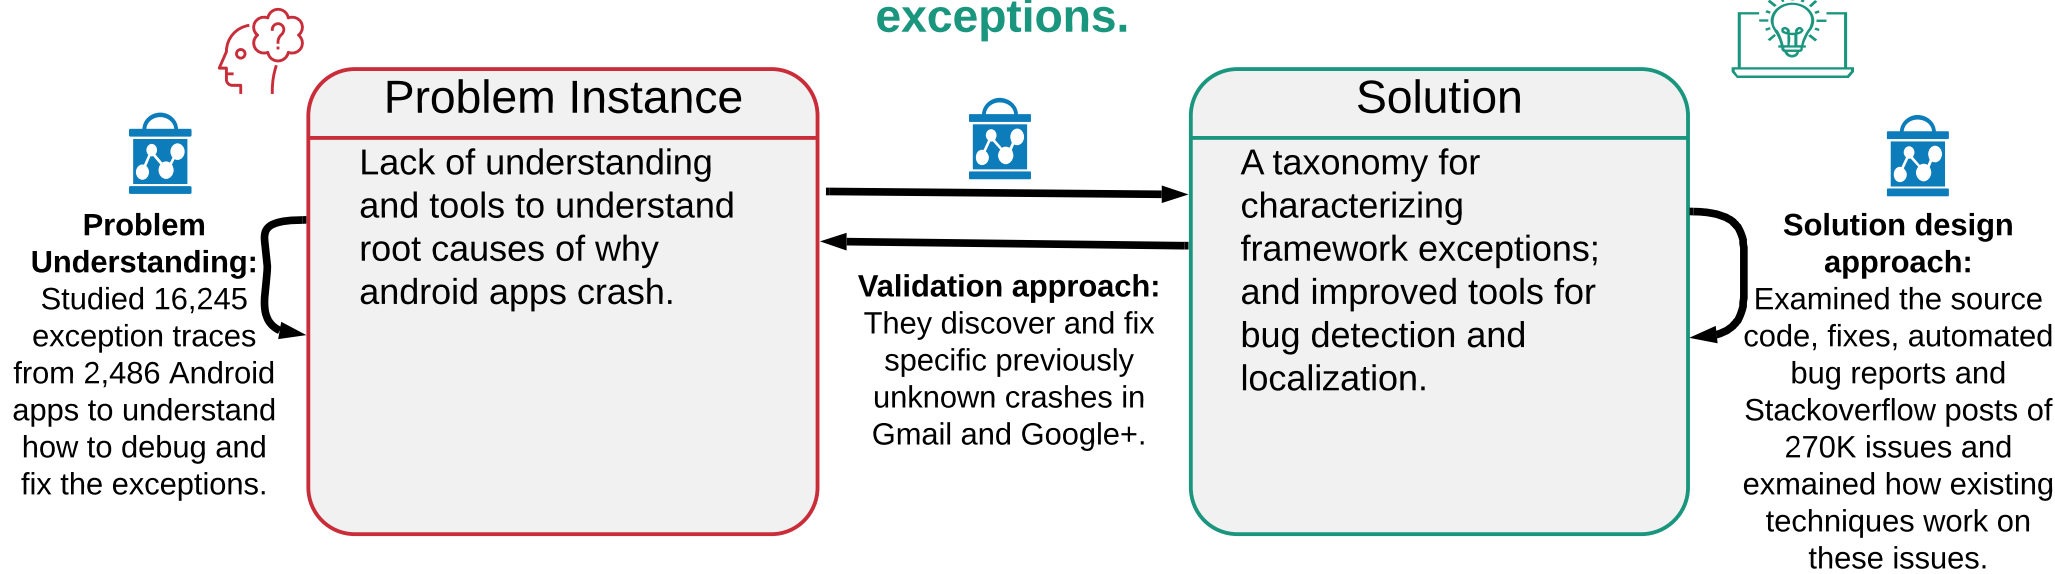 exceptions.
Problem Instance
Lack of understanding
and tools to understand
root causes of why
android apps crash.
Solution
A taxonomy for
characterizing
framework exceptions;
and improved tools for
bug detection and
localization.
Problem
Understanding:
Studied 16,245
exception traces
from 2,486 Android
apps to understand
how to debug and
fix the exceptions.
Validation approach:
They discover and fix
specific previously
unknown crashes in
Gmail and Google+.
Solution design
approach:
Examined the source
code, fixes, automated
bug reports and
Stackoverflow posts of
270K issues and
exmained how existing
techniques work on
these issues.